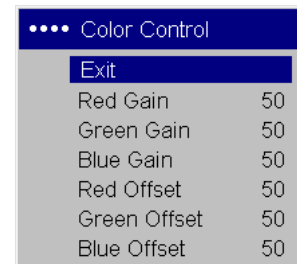 •••• Color Control
Exit
Red Gain 50
Green Gain 50
Blue Gain 50
Red Offset 50
Green Offset 50
Blue Offset 50